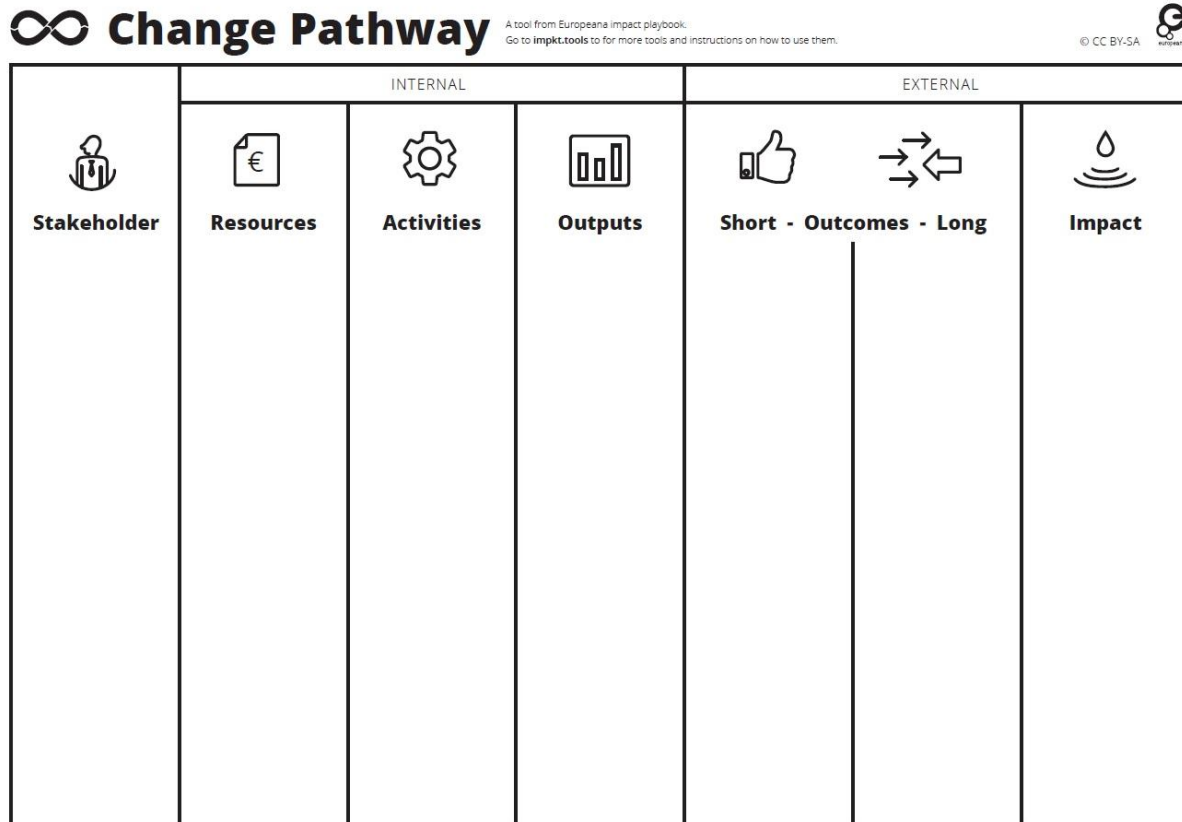 Change Pathway
A tool from Europeana impact playbook.
Go to impkt.tools to for more tools and instructions on how to use them.
© CC BY-SA
INTERNAL
EXTERNAL
€
Stakeholder
Resources
Activities
Outputs
Short - Outcomes - Long
Impact